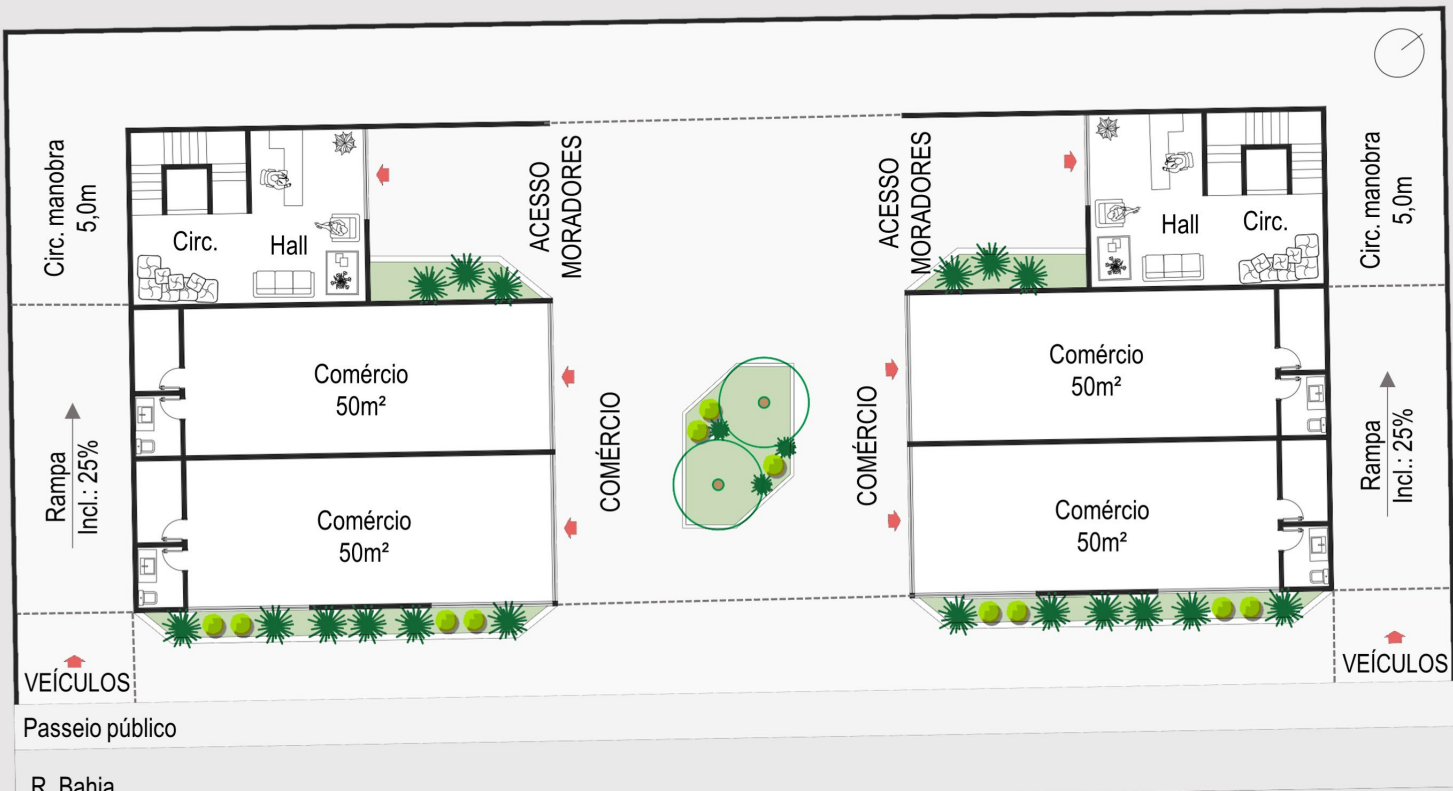 Circ. manobra
5,0m
Circ.
Hall
ACESSO
MORADORES
ACESSO
MORADORES
Hall
Circ.
Circ. manobra
5,0m
Rampa
Incl.: 25%
Comércio
50m²
COMÉRCIO
COMÉRCIO
Comércio
50m²
Rampa
Incl.: 25%
Comércio
50m²
Comércio
50m²
VEÍCULOS
VEÍCULOS
Passeio público
R. Bahia